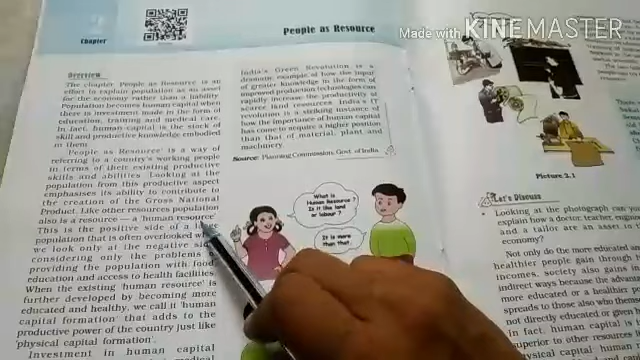 Made with KINEMASTER
Chapter
People as Resource
Overview
The chapter 'People as Resource' is an
effort to explain population as an asset
for the economy rather than a liability.
Population becomes human capital when
there is investment made in the form of
education, training and medical care.
In fact, human capital is the stock of
skill and productive knowledge embodied
in them.
'People as Resource' is a way of
referring to a country's working people
in terms of their existing productive
skills and abilities. Looking at the
population from this productive aspect
emphasises its ability to contribute to
the creation of the Gross National
Product. Like other resources population
also is a resource — a 'human resource'.
This is the positive side of a large
population that is often overlooked when
we look only at the negative
considering only the problems
providing the population with food,
education and access to health facilities.
When the existing 'human resource' is
further developed by becoming more
educated and healthy, we call it 'human
capital formation' that adds to the
productive power of the country just like
'physical capital formation'.
Investment in human capital
India's Green Revolution is a
dramatic example of how the input
of greater knowledge in the form of
improved production technologies can
rapidly increase the productivity of
scarce land resources. India's IT
revolution is a striking instance of
how the importance of human capital
has come to acquire a higher position
than that of material, plant and
machinery.
Source: Planning Commission, Govt. of India.
What is
Human Resource?
Is it like land
or labour?
It is more
than that.
Picture 2.1
Let's Discuss
• Looking at the photograph can you
explain how a doctor, teacher, engineer
and a tailor are an asset to the
economy?
Not only do the more educated and
healthier people gain through
incomes, society also gains in
indirect ways because the advantage
more educated or a healthier
spreads to those also who themselves
not directly educated or given
In fact, human capital is
superior to other resources
physical capital: human